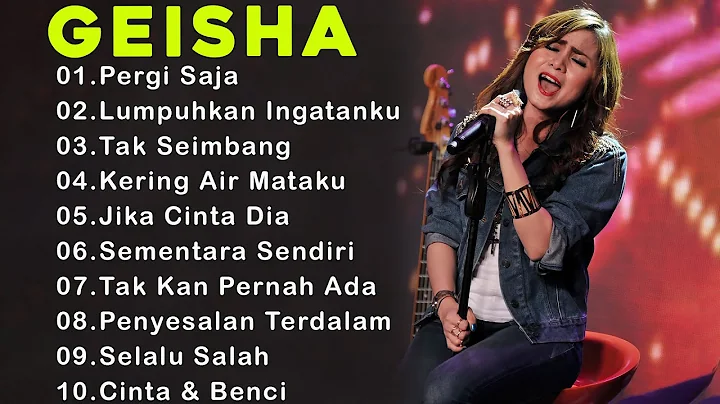 GEISHA
01.Pergi Saja
02.Lumpuhkan Ingatanku
03.Tak Seimbang
04.Kering Air Mataku
05.Jika Cinta Dia
06.Sementara Sendiri
07.Tak Kan Pernah Ada
08.Penyesalan Terdalam
09.Selalu Salah
10.Cinta & Benci